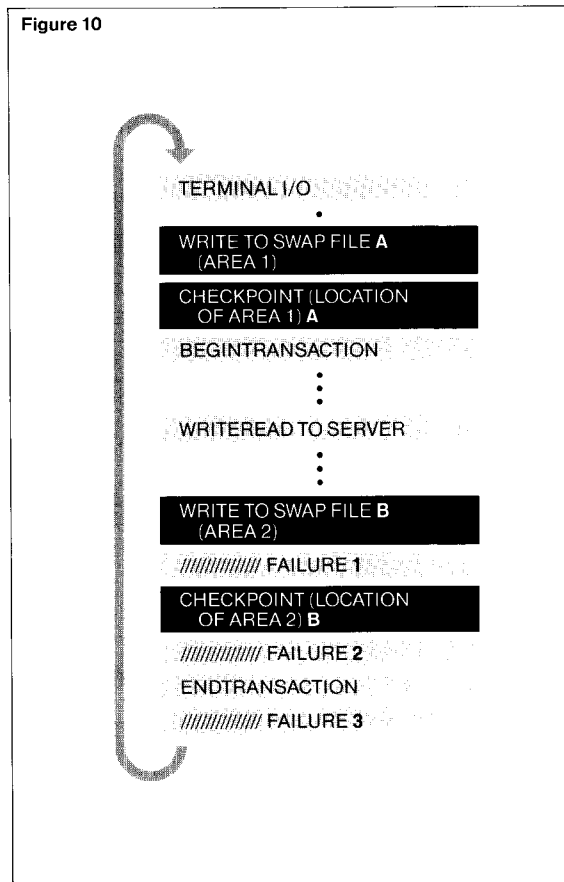 Figure 10
TERMINAL I/O
WRITE TO SWAP FILE A
(AREA 1)
CHECKPOINT (LOCATION
OF AREA 1) A
BEGINTRANSACTION
WRITEREAD TO SERVER
WRITE TO SWAP FILE B
(AREA 2)
//////////////// FAILURE 1
CHECKPOINT (LOCATION
OF AREA 2) B
//////////////// FAILURE 2
ENDTRANSACTION
//////////////// FAILURE 3